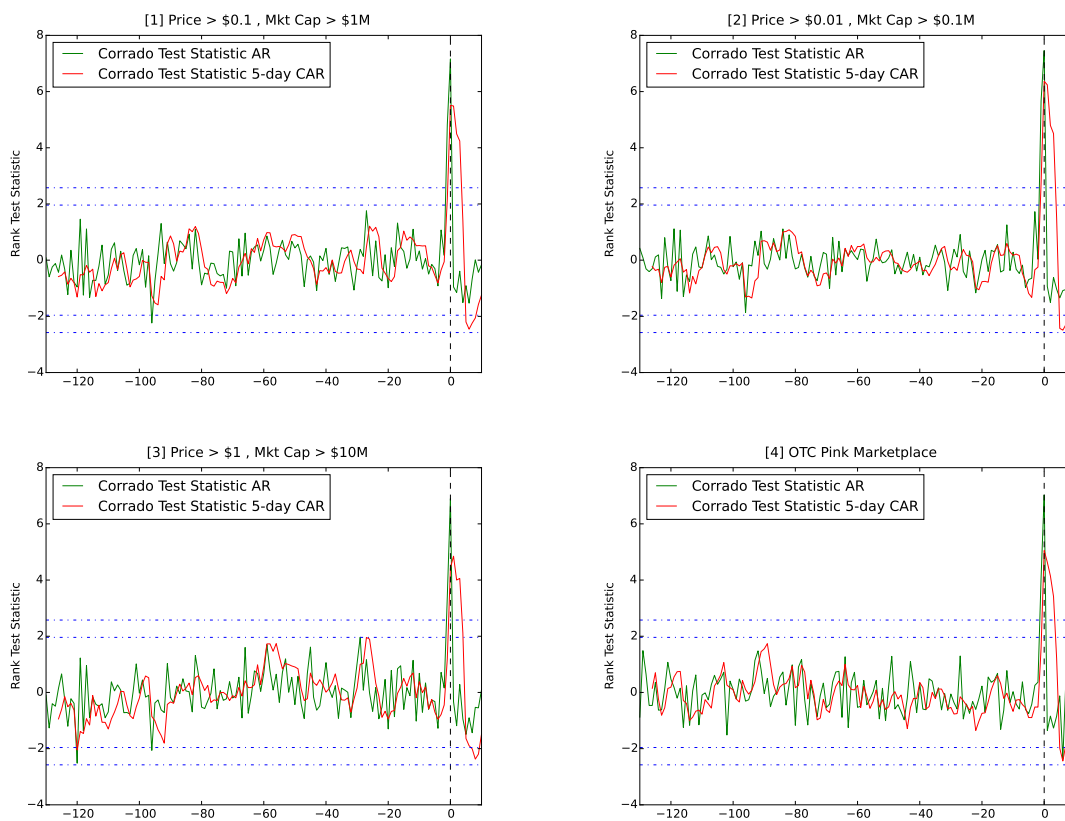 [1] Price > $0.1 , Mkt Cap > $1M
8
6
4
2
0
−2
−4
Rank Test Statistic
Corrado Test Statistic AR
Corrado Test Statistic 5-day CAR
−120 −100 −80 −60 −40 −20 0
[2] Price > $0.01 , Mkt Cap > $0.1M
8
6
4
2
0
−2
−4
Rank Test Statistic
Corrado Test Statistic AR
Corrado Test Statistic 5-day CAR
−120 −100 −80 −60 −40 −20 0
[3] Price > $1 , Mkt Cap > $10M
8
6
4
2
0
−2
−4
Rank Test Statistic
Corrado Test Statistic AR
Corrado Test Statistic 5-day CAR
−120 −100 −80 −60 −40 −20 0
[4] OTC Pink Marketplace
8
6
4
2
0
−2
−4
Rank Test Statistic
Corrado Test Statistic AR
Corrado Test Statistic 5-day CAR
−120 −100 −80 −60 −40 −20 0